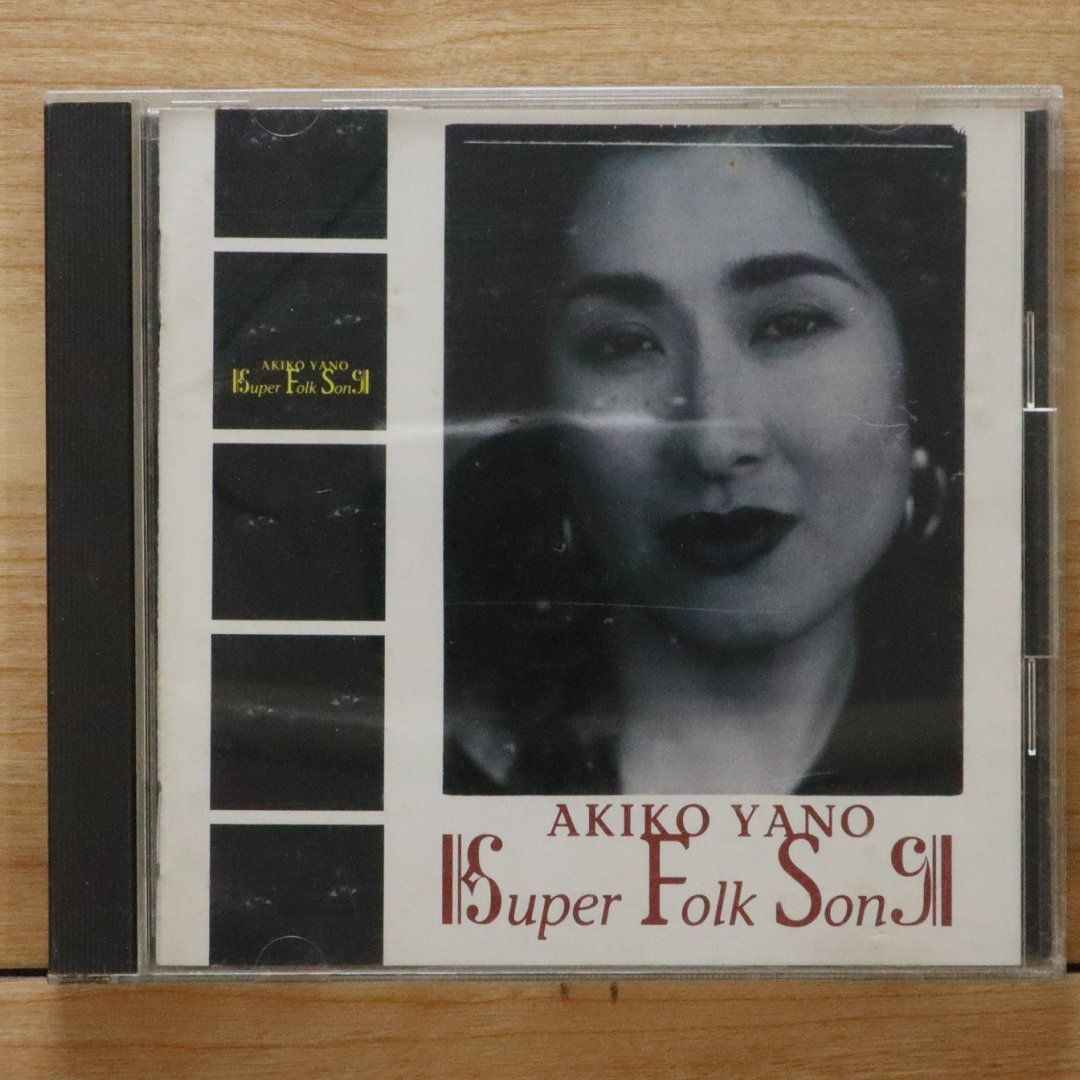 AKIKO YANO
Super Folk Song
AKIKO YANO
Super Folk Song